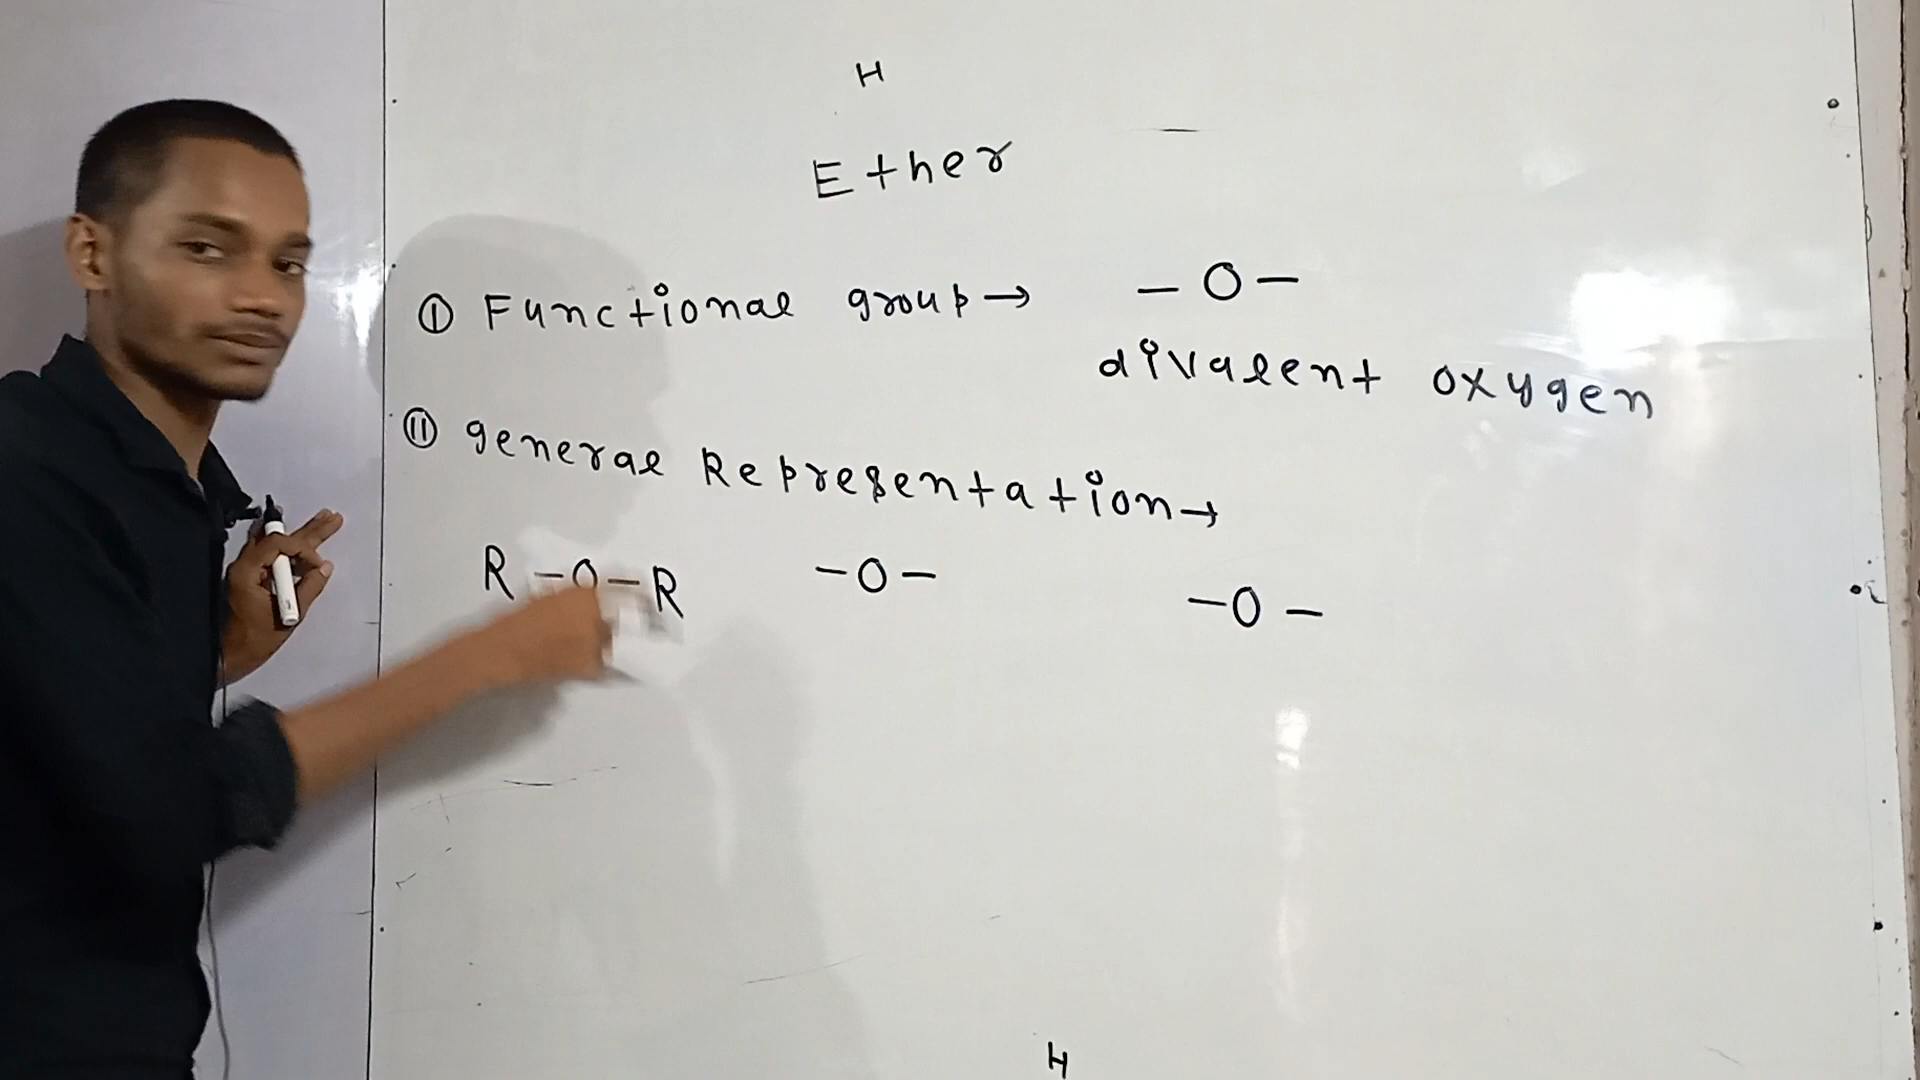 H
Ether
① Functional group → -O-
divalent oxygen
⑪ general Representation →
R-O-R -O- -O-
H